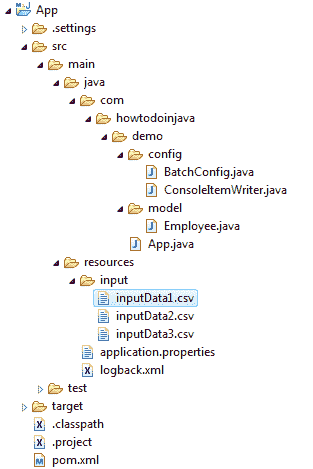 App
.settings
src
main
java
com
howtodoinjava
demo
config
BatchConfig.java
ConsoleItemWriter.java
model
Employee.java
App.java
resources
input
inputData1.csv
inputData2.csv
inputData3.csv
application.properties
logback.xml
test
target
.classpath
.project
pom.xml